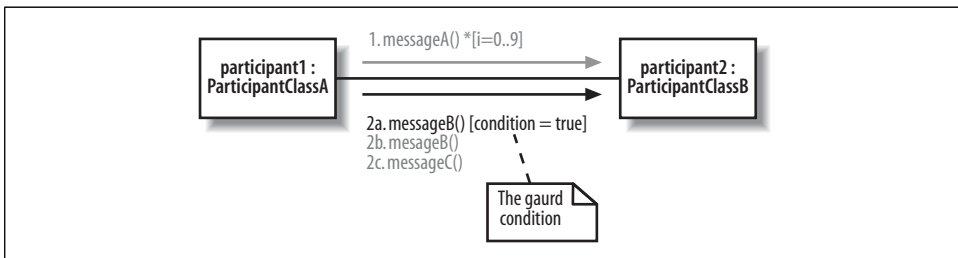 1. messageA() *[i=0..9]
participant1 :
ParticipantClassA
participant2 :
ParticipantClassB
2a. messageB() [condition = true]
2b. mesageB()
2c. messageC()
The gaurd
condition